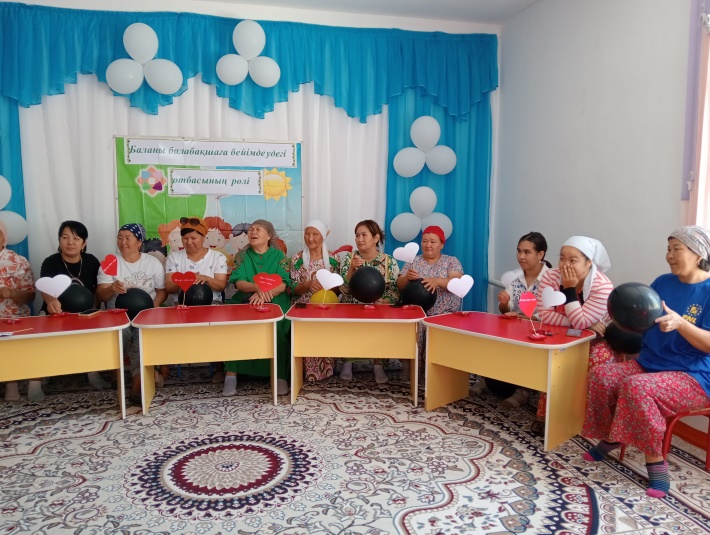 Баланы балабақшаға бейімдеудегі
отбасының рөлі